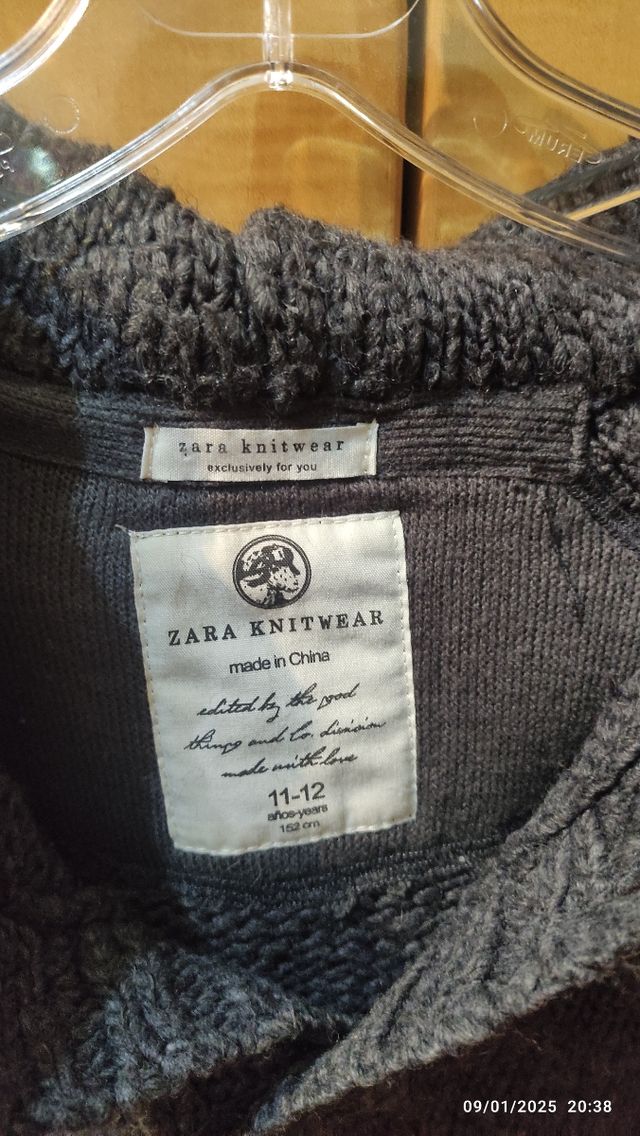 zara knitwear
exclusively for you
ZARA KNITWEAR
made in China
edited by the good
things and Co. division
made with love
11-12
años-years
152 cm
09/01/2025 20:38